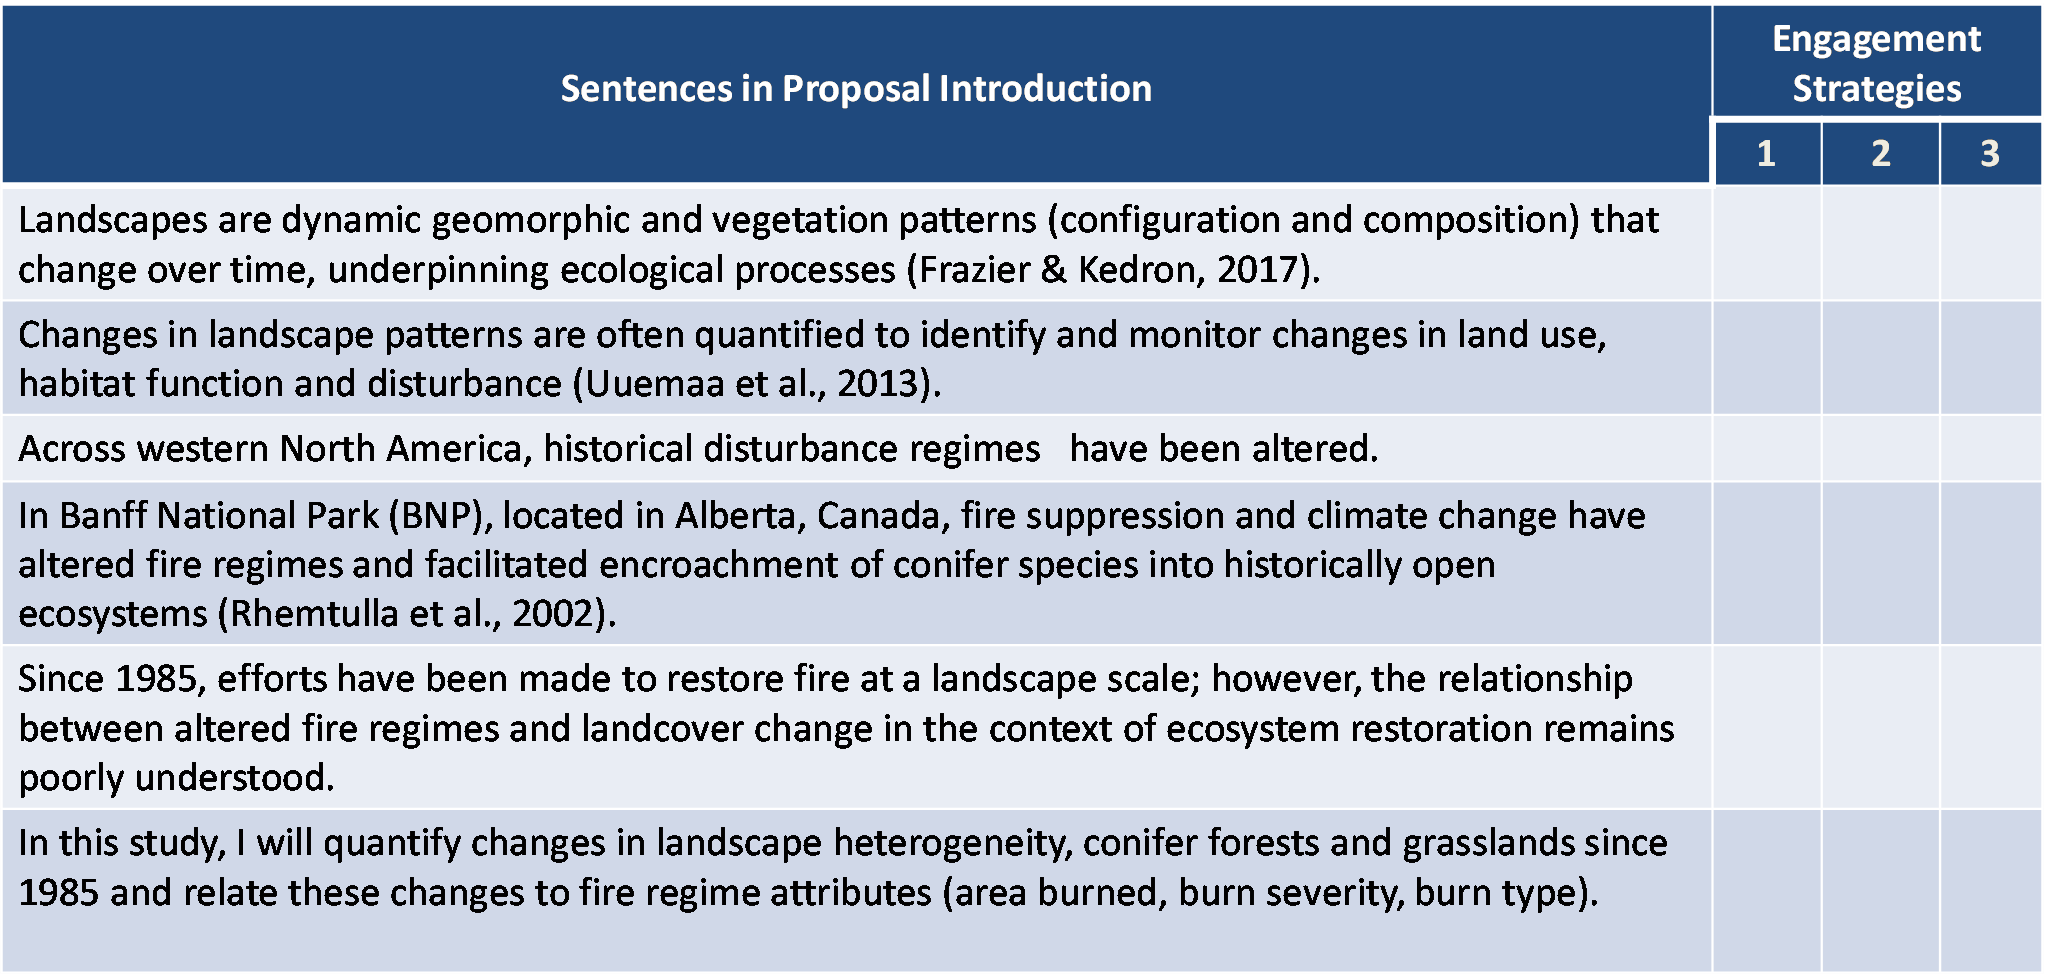 Sentences in Proposal Introduction
Engagement
Strategies
1 2 3
Landscapes are dynamic geomorphic and vegetation patterns (configuration and composition) that
change over time, underpinning ecological processes (Frazier & Kedron, 2017).
Changes in landscape patterns are often quantified to identify and monitor changes in land use,
habitat function and disturbance (Uuemaa et al., 2013).
Across western North America, historical disturbance regimes have been altered.
In Banff National Park (BNP), located in Alberta, Canada, fire suppression and climate change have
altered fire regimes and facilitated encroachment of conifer species into historically open
ecosystems (Rhemtulla et al., 2002).
Since 1985, efforts have been made to restore fire at a landscape scale; however, the relationship
between altered fire regimes and landcover change in the context of ecosystem restoration remains
poorly understood.
In this study, I will quantify changes in landscape heterogeneity, conifer forests and grasslands since
1985 and relate these changes to fire regime attributes (area burned, burn severity, burn type).